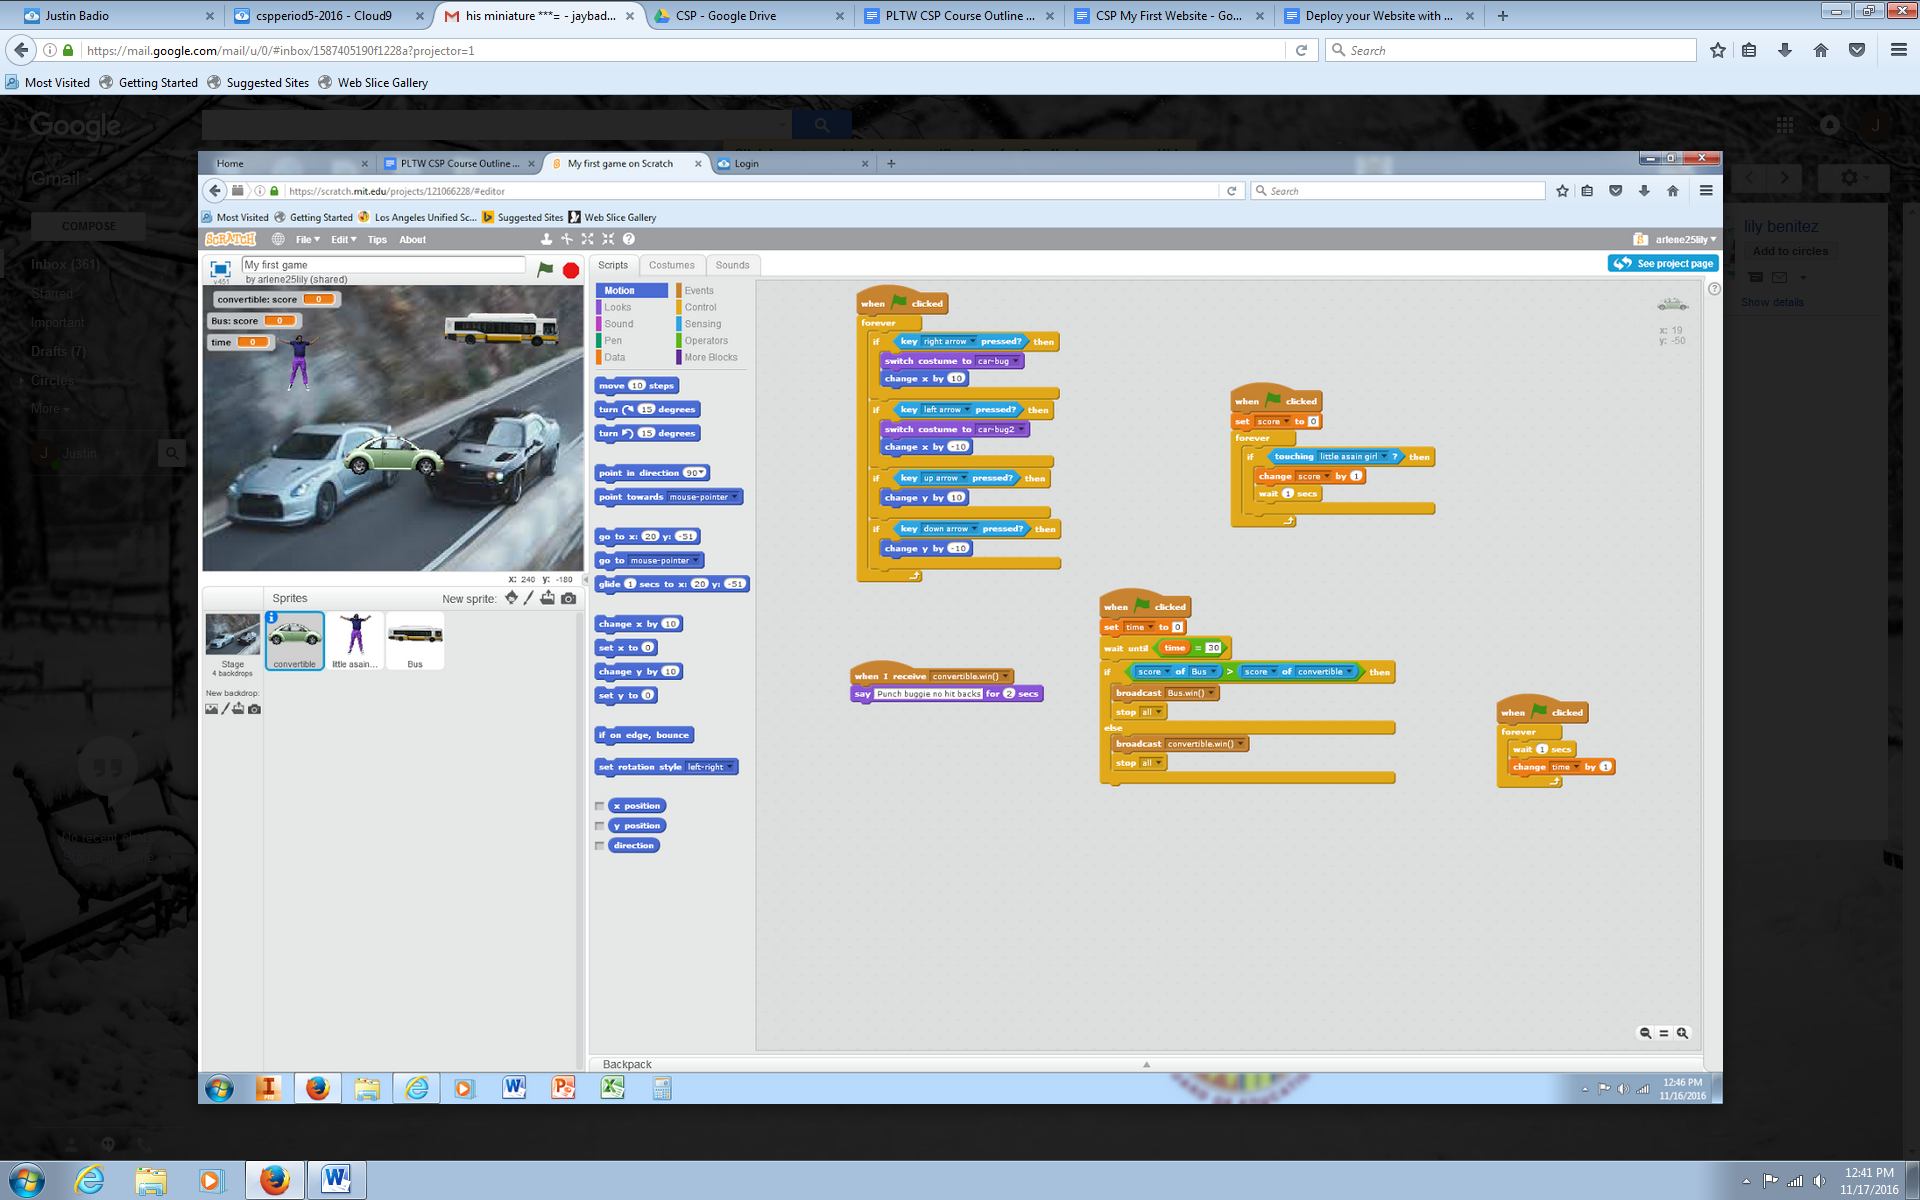 Justin Badio
cspperiod5-2016 - Cloud9
his miniature ***= - jaybad...
CSP - Google Drive
PLTW CSP Course Outline ...
CSP My First Website - Go...
Deploy your Website with ...
https://mail.google.com/mail/u/0/#inbox/1587405190f1228a?projector=1
Search
Most Visited
Getting Started
Suggested Sites
Web Slice Gallery
Google
Gmail
COMPOSE
Inbox (361)
Starred
Important
Drafts (7)
Circles
More
J Justin
lily benitez
Add to circles
Show details
Home
PLTW CSP Course Outline ...
My first game on Scratch
Login
https://scratch.mit.edu/projects/121066228/#editor
Search
Most Visited
Getting Started
Los Angeles Unified Sc...
Suggested Sites
Web Slice Gallery
SCRATCH
File
Edit
Tips
About
arlene25lily
v451
My first game
by arlene25lily (shared)
Scripts
Costumes
Sounds
See project page
convertible: score 0
Bus: score 0
time 0
x: 240 y: -180
Sprites
New sprite:
Stage
4 backdrops
New backdrop:
convertible
little asain...
Bus
Motion
Looks
Sound
Pen
Data
Events
Control
Sensing
Operators
More Blocks
move 10 steps
turn 15 degrees
turn 15 degrees
point in direction 90
point towards mouse-pointer
go to x: 20 y: -51
go to mouse-pointer
glide 1 secs to x: 20 y: -51
change x by 10
set x to 0
change y by 10
set y to 0
if on edge, bounce
set rotation style left-right
x position
y position
direction
when clicked
forever
if key right arrow pressed? then
switch costume to car-bug
change x by 10
if key left arrow pressed? then
switch costume to car-bug2
change x by -10
if key up arrow pressed? then
change y by 10
if key down arrow pressed? then
change y by -10
when I receive convertible.win()
say Punch buggie no hit backs for 2 secs
when clicked
set score to 0
forever
if touching little asain girl ? then
change score by 1
wait 1 secs
when clicked
set time to 0
wait until time = 30
if score of Bus > score of convertible then
broadcast Bus.win()
stop all
else
broadcast convertible.win()
stop all
when clicked
forever
wait 1 secs
change time by 1
x: 19
y: -50
Backpack
12:46 PM
11/16/2016
12:41 PM
11/17/2016